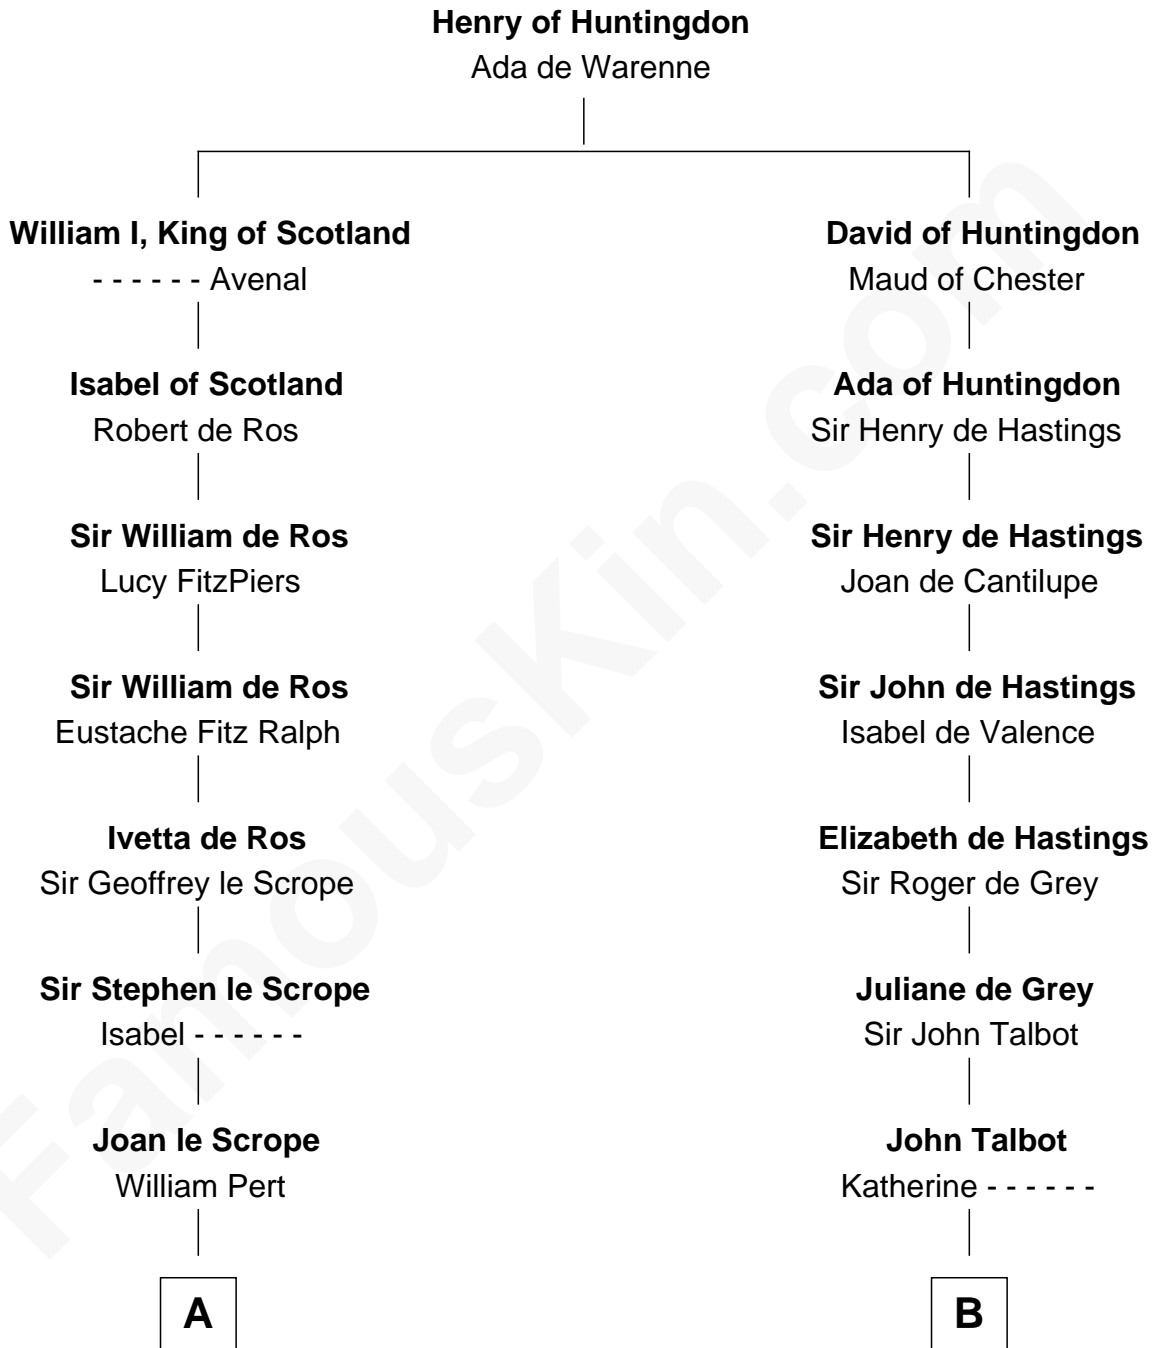 Henry of Huntingdon
Ada de Warenne
William I, King of Scotland
- - - - - - Avenal
David of Huntingdon
Maud of Chester
Isabel of Scotland
Robert de Ros
Ada of Huntingdon
Sir Henry de Hastings
Sir William de Ros
Lucy FitzPiers
Sir Henry de Hastings
Joan de Cantilupe
Sir William de Ros
Eustache Fitz Ralph
Sir John de Hastings
Isabel de Valence
Ivetta de Ros
Sir Geoffrey le Scrope
Elizabeth de Hastings
Sir Roger de Grey
Sir Stephen le Scrope
Isabel - - - - - -
Juliane de Grey
Sir John Talbot
Joan le Scrope
William Pert
John Talbot
Katherine - - - - - -
A
B
FamousKin.com